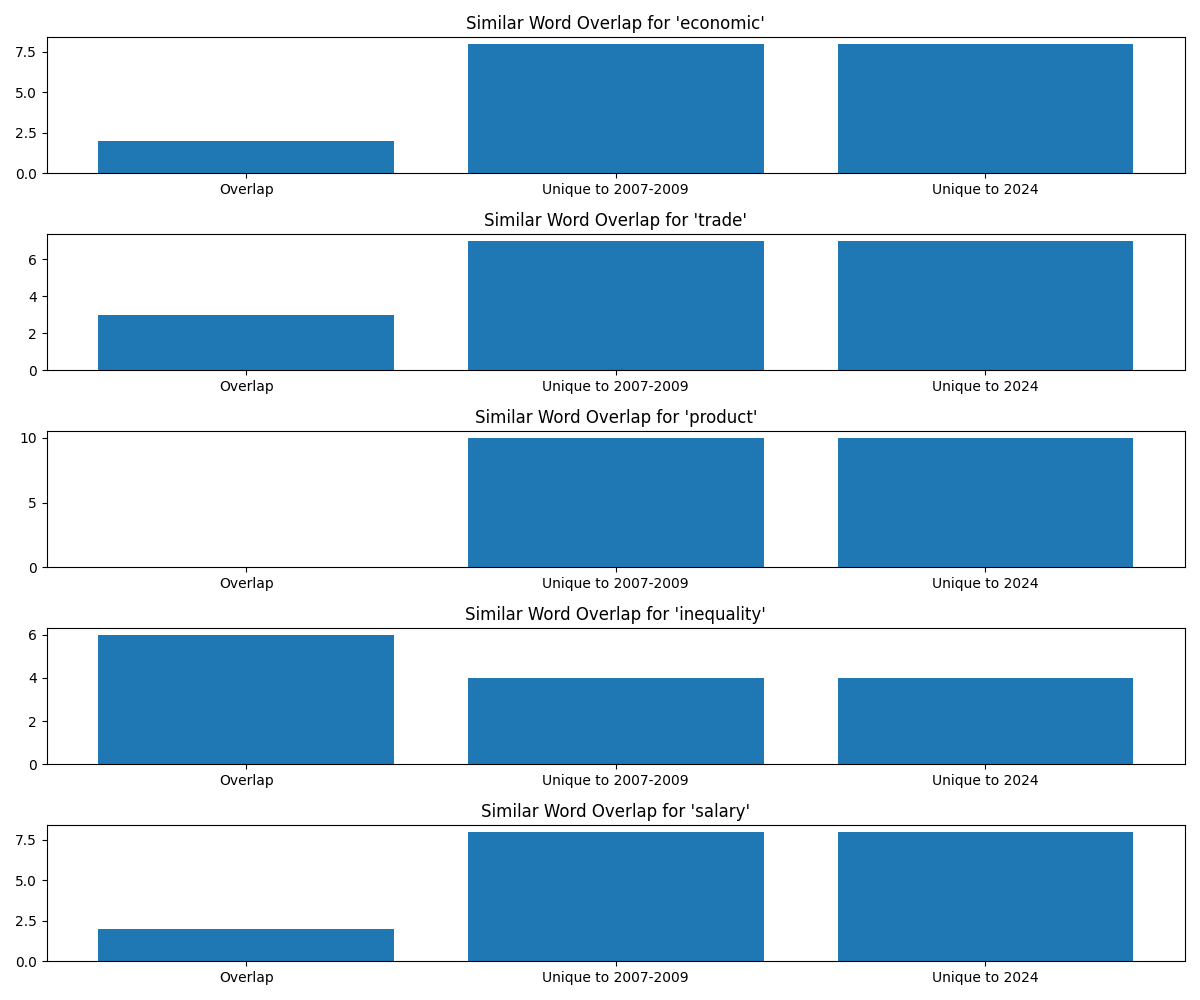 Similar Word Overlap for 'economic'
7.5
5.0
2.5
0.0
Overlap Unique to 2007-2009 Unique to 2024
Similar Word Overlap for 'trade'
6
4
2
0
Overlap Unique to 2007-2009 Unique to 2024
Similar Word Overlap for 'product'
10
5
0
Overlap Unique to 2007-2009 Unique to 2024
Similar Word Overlap for 'inequality'
6
4
2
0
Overlap Unique to 2007-2009 Unique to 2024
Similar Word Overlap for 'salary'
7.5
5.0
2.5
0.0
Overlap Unique to 2007-2009 Unique to 2024